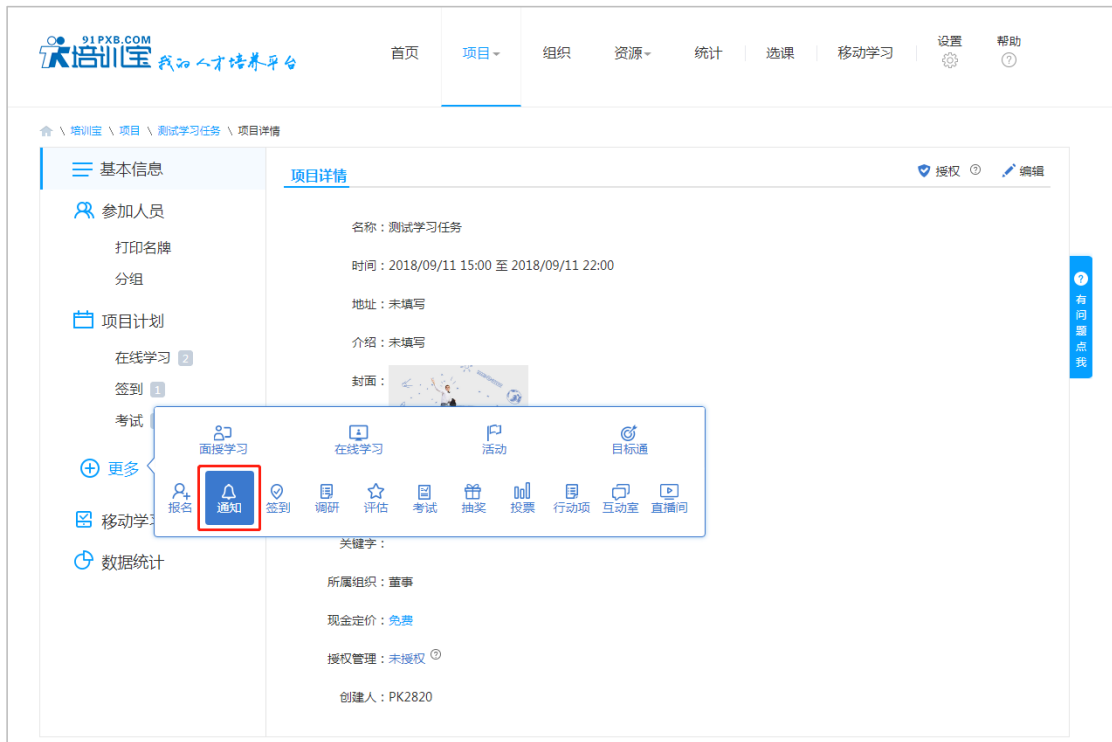 91PXB.COM
培训宝 我的人才培养平台
首页 项目 组织 资源 统计 选课 移动学习 设置 帮助
\ 培训宝 \ 项目 \ 测试学习任务 \ 项目详情
基本信息
参加人员
打印名牌
分组
项目计划
在线学习 2
签到 1
考试
更多
移动学
数据统计
项目详情
授权 ? 编辑
名称：测试学习任务
时间：2018/09/11 15:00 至 2018/09/11 22:00
地址：未填写
介绍：未填写
封面：
面授学习 在线学习 活动 目标通
报名 通知 签到 调研 评估 考试 抽奖 投票 行动项 互动室 直播间
关键字：
所属组织：董事
现金定价：免费
授权管理：未授权 ?
创建人：PK2820
?
有问题点我